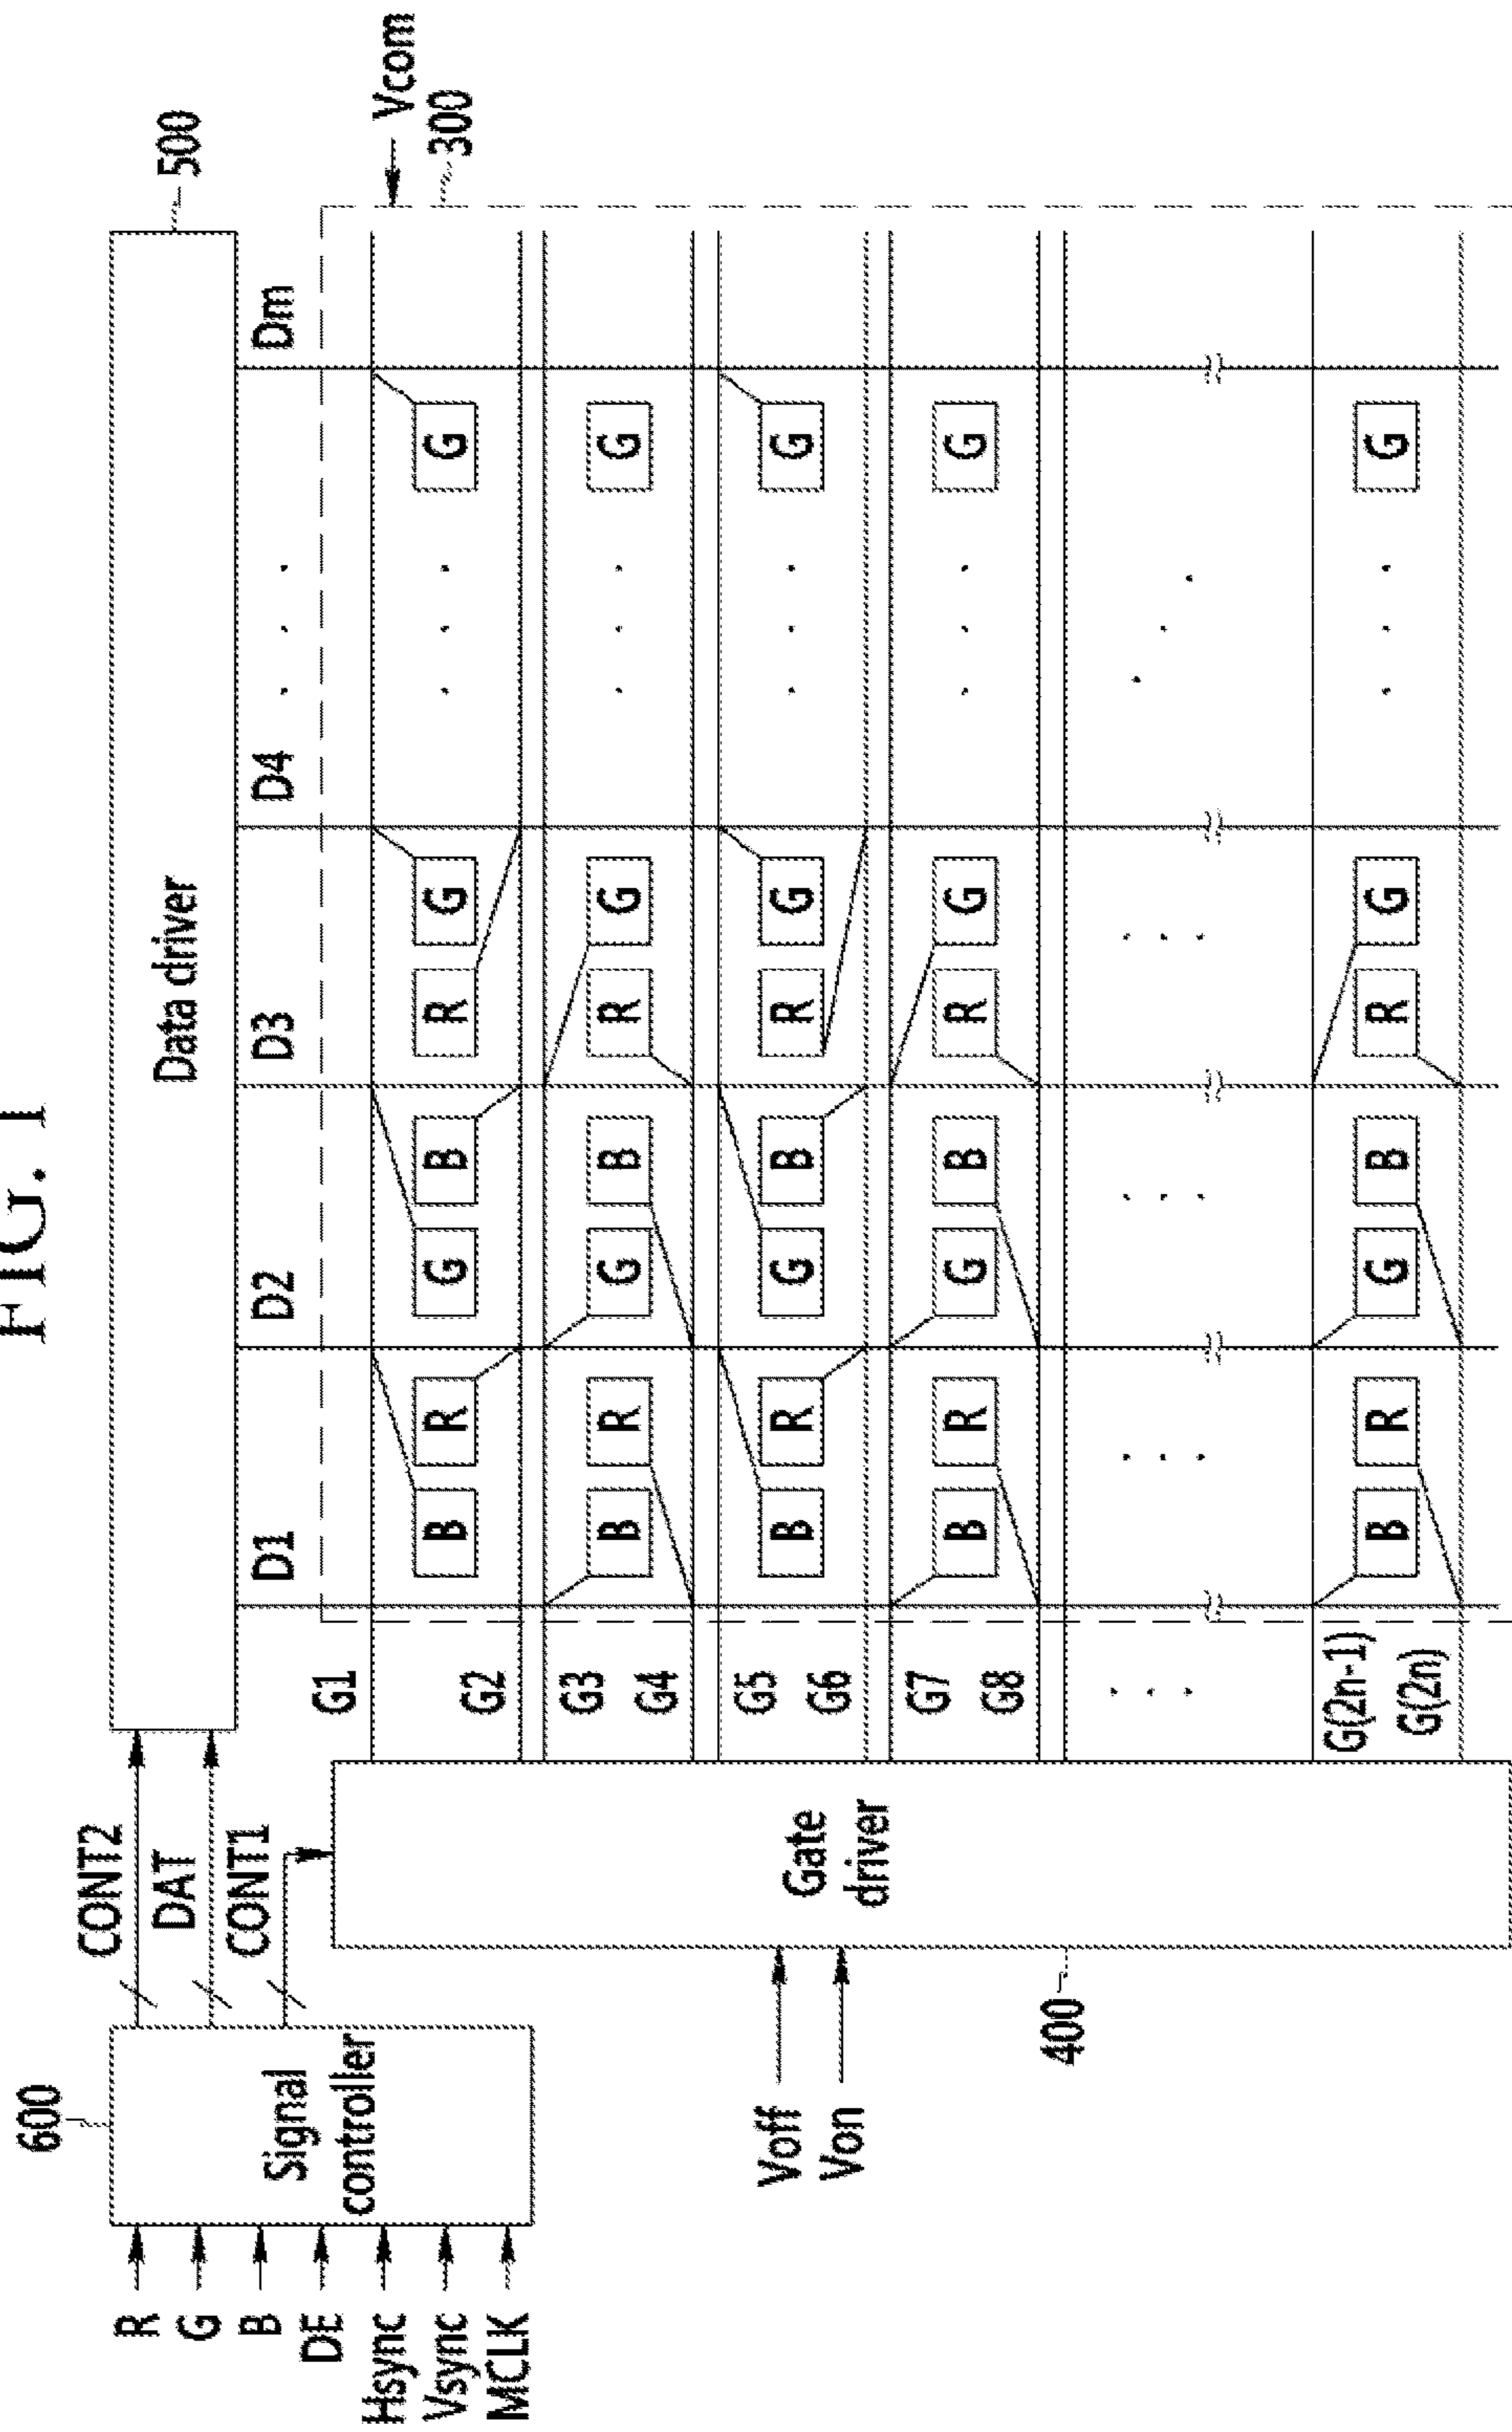 FIG. 1
600
R
G
B
DE
Hsync
Vsync
MCLK
Signal
controller
CONT2
DAT
CONT1
Data driver
500
D1 D2 D3 D4 . . . Dm
Vcom
300
Voff
Von
400
Gate
driver
G1
B R G B R G . . . G
G2
G3
B R G B R G . . . G
G4
G5
B R G B R G . . . G
G6
G7
B R G B R G . . . G
G8
G(2n-1)
B R G B R G . . . G
G(2n)